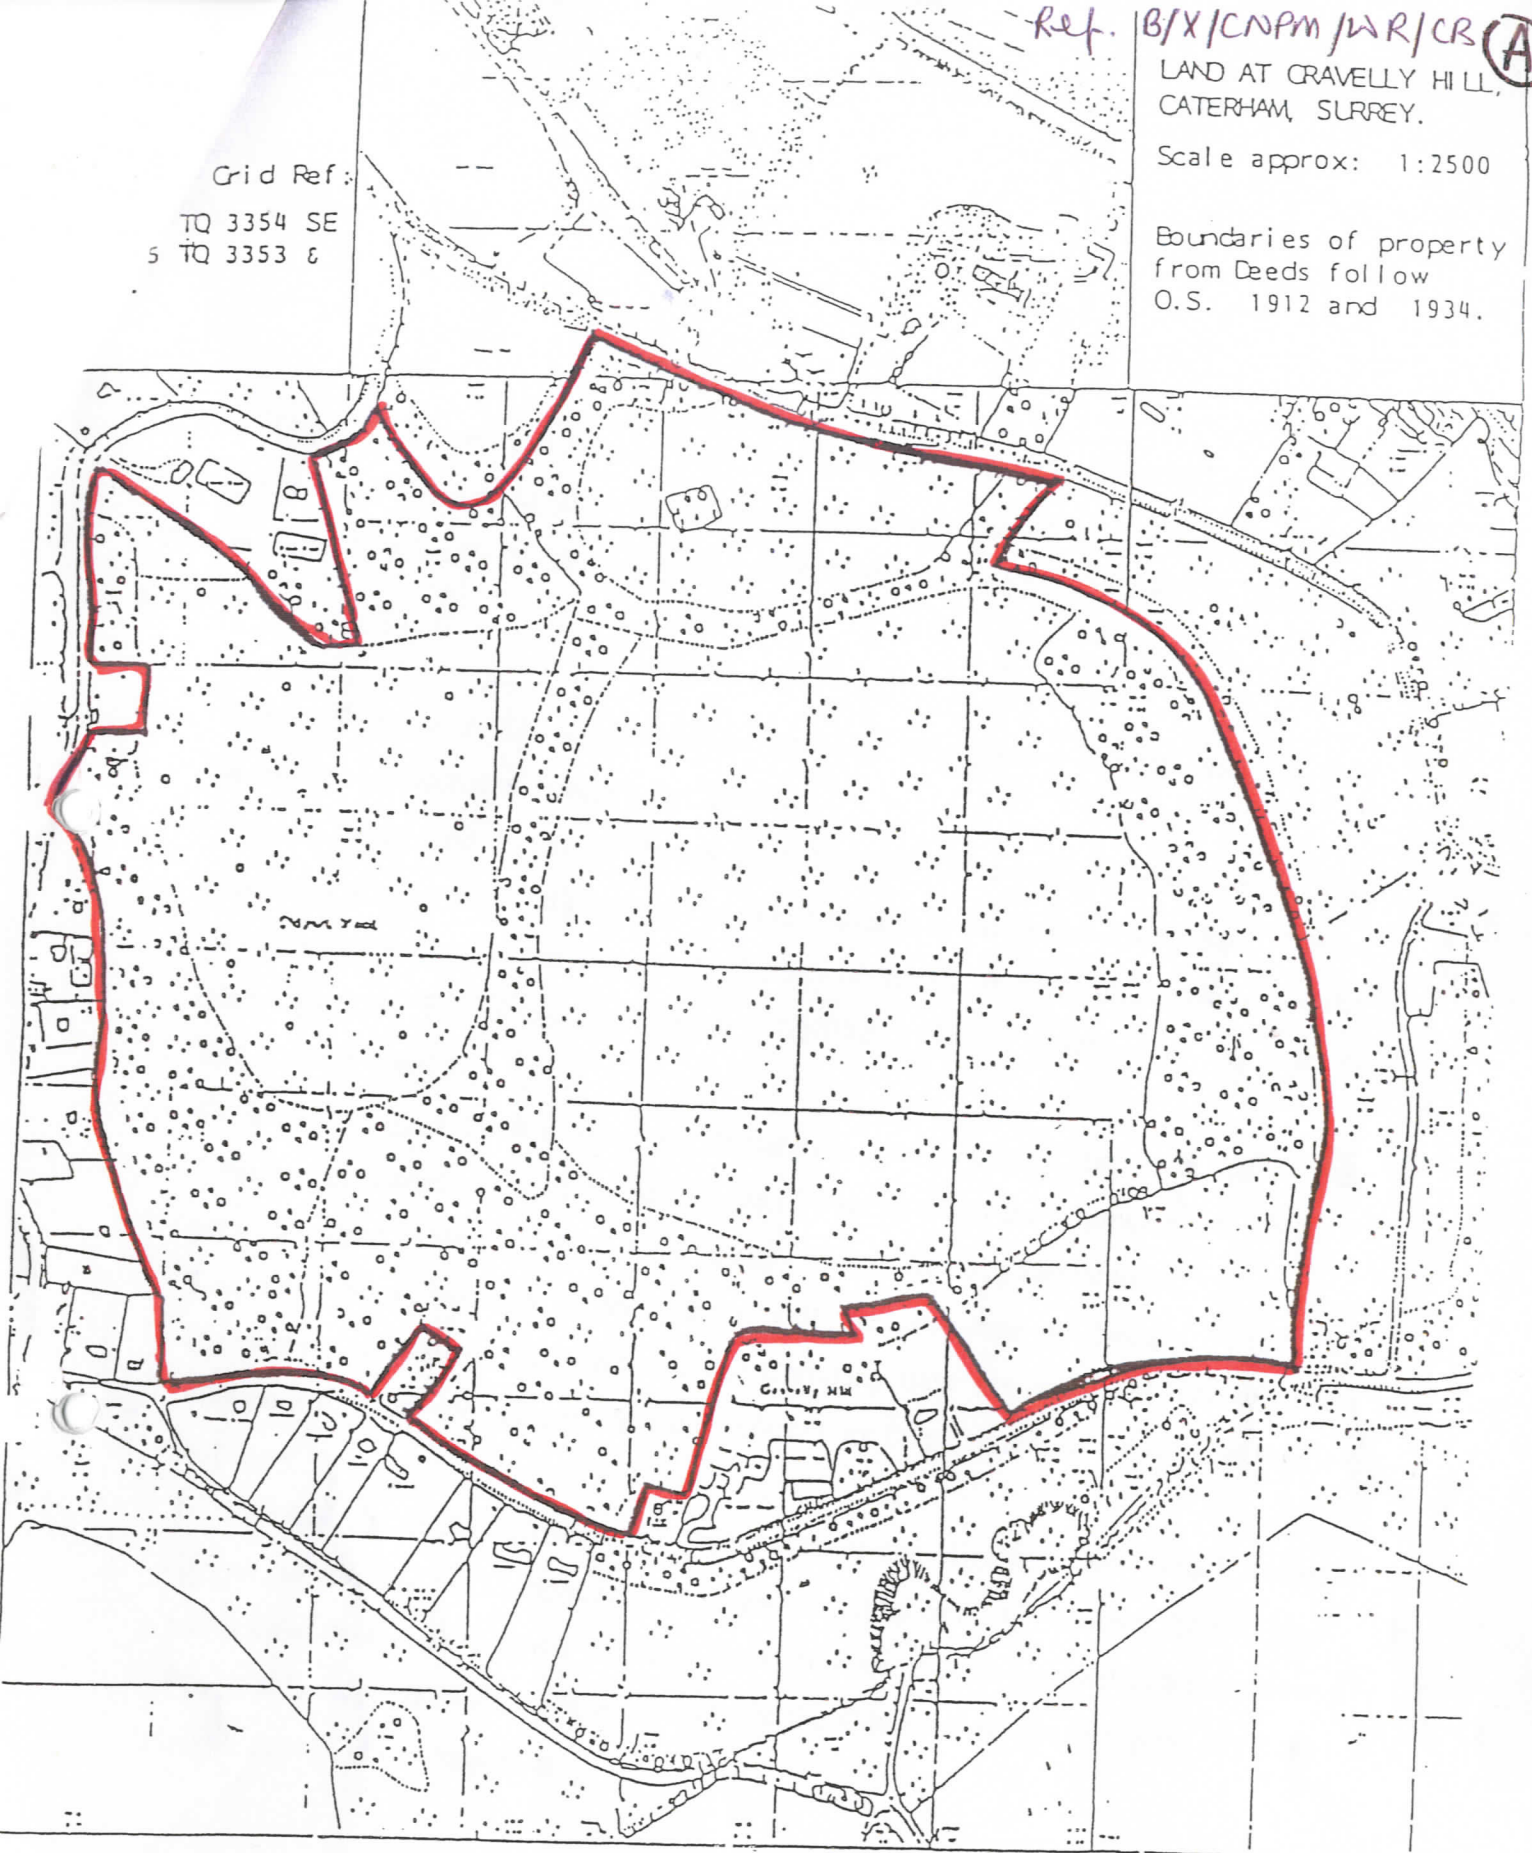 Ref. B/X/CNPM/WR/CB
A
LAND AT GRAVELLY HILL,
CATERHAM, SURREY.
Scale approx: 1:2500
Boundaries of property
from Deeds follow
O.S. 1912 and 1934.
Grid Ref:
TQ 3354 SE
5 TQ 3353 &